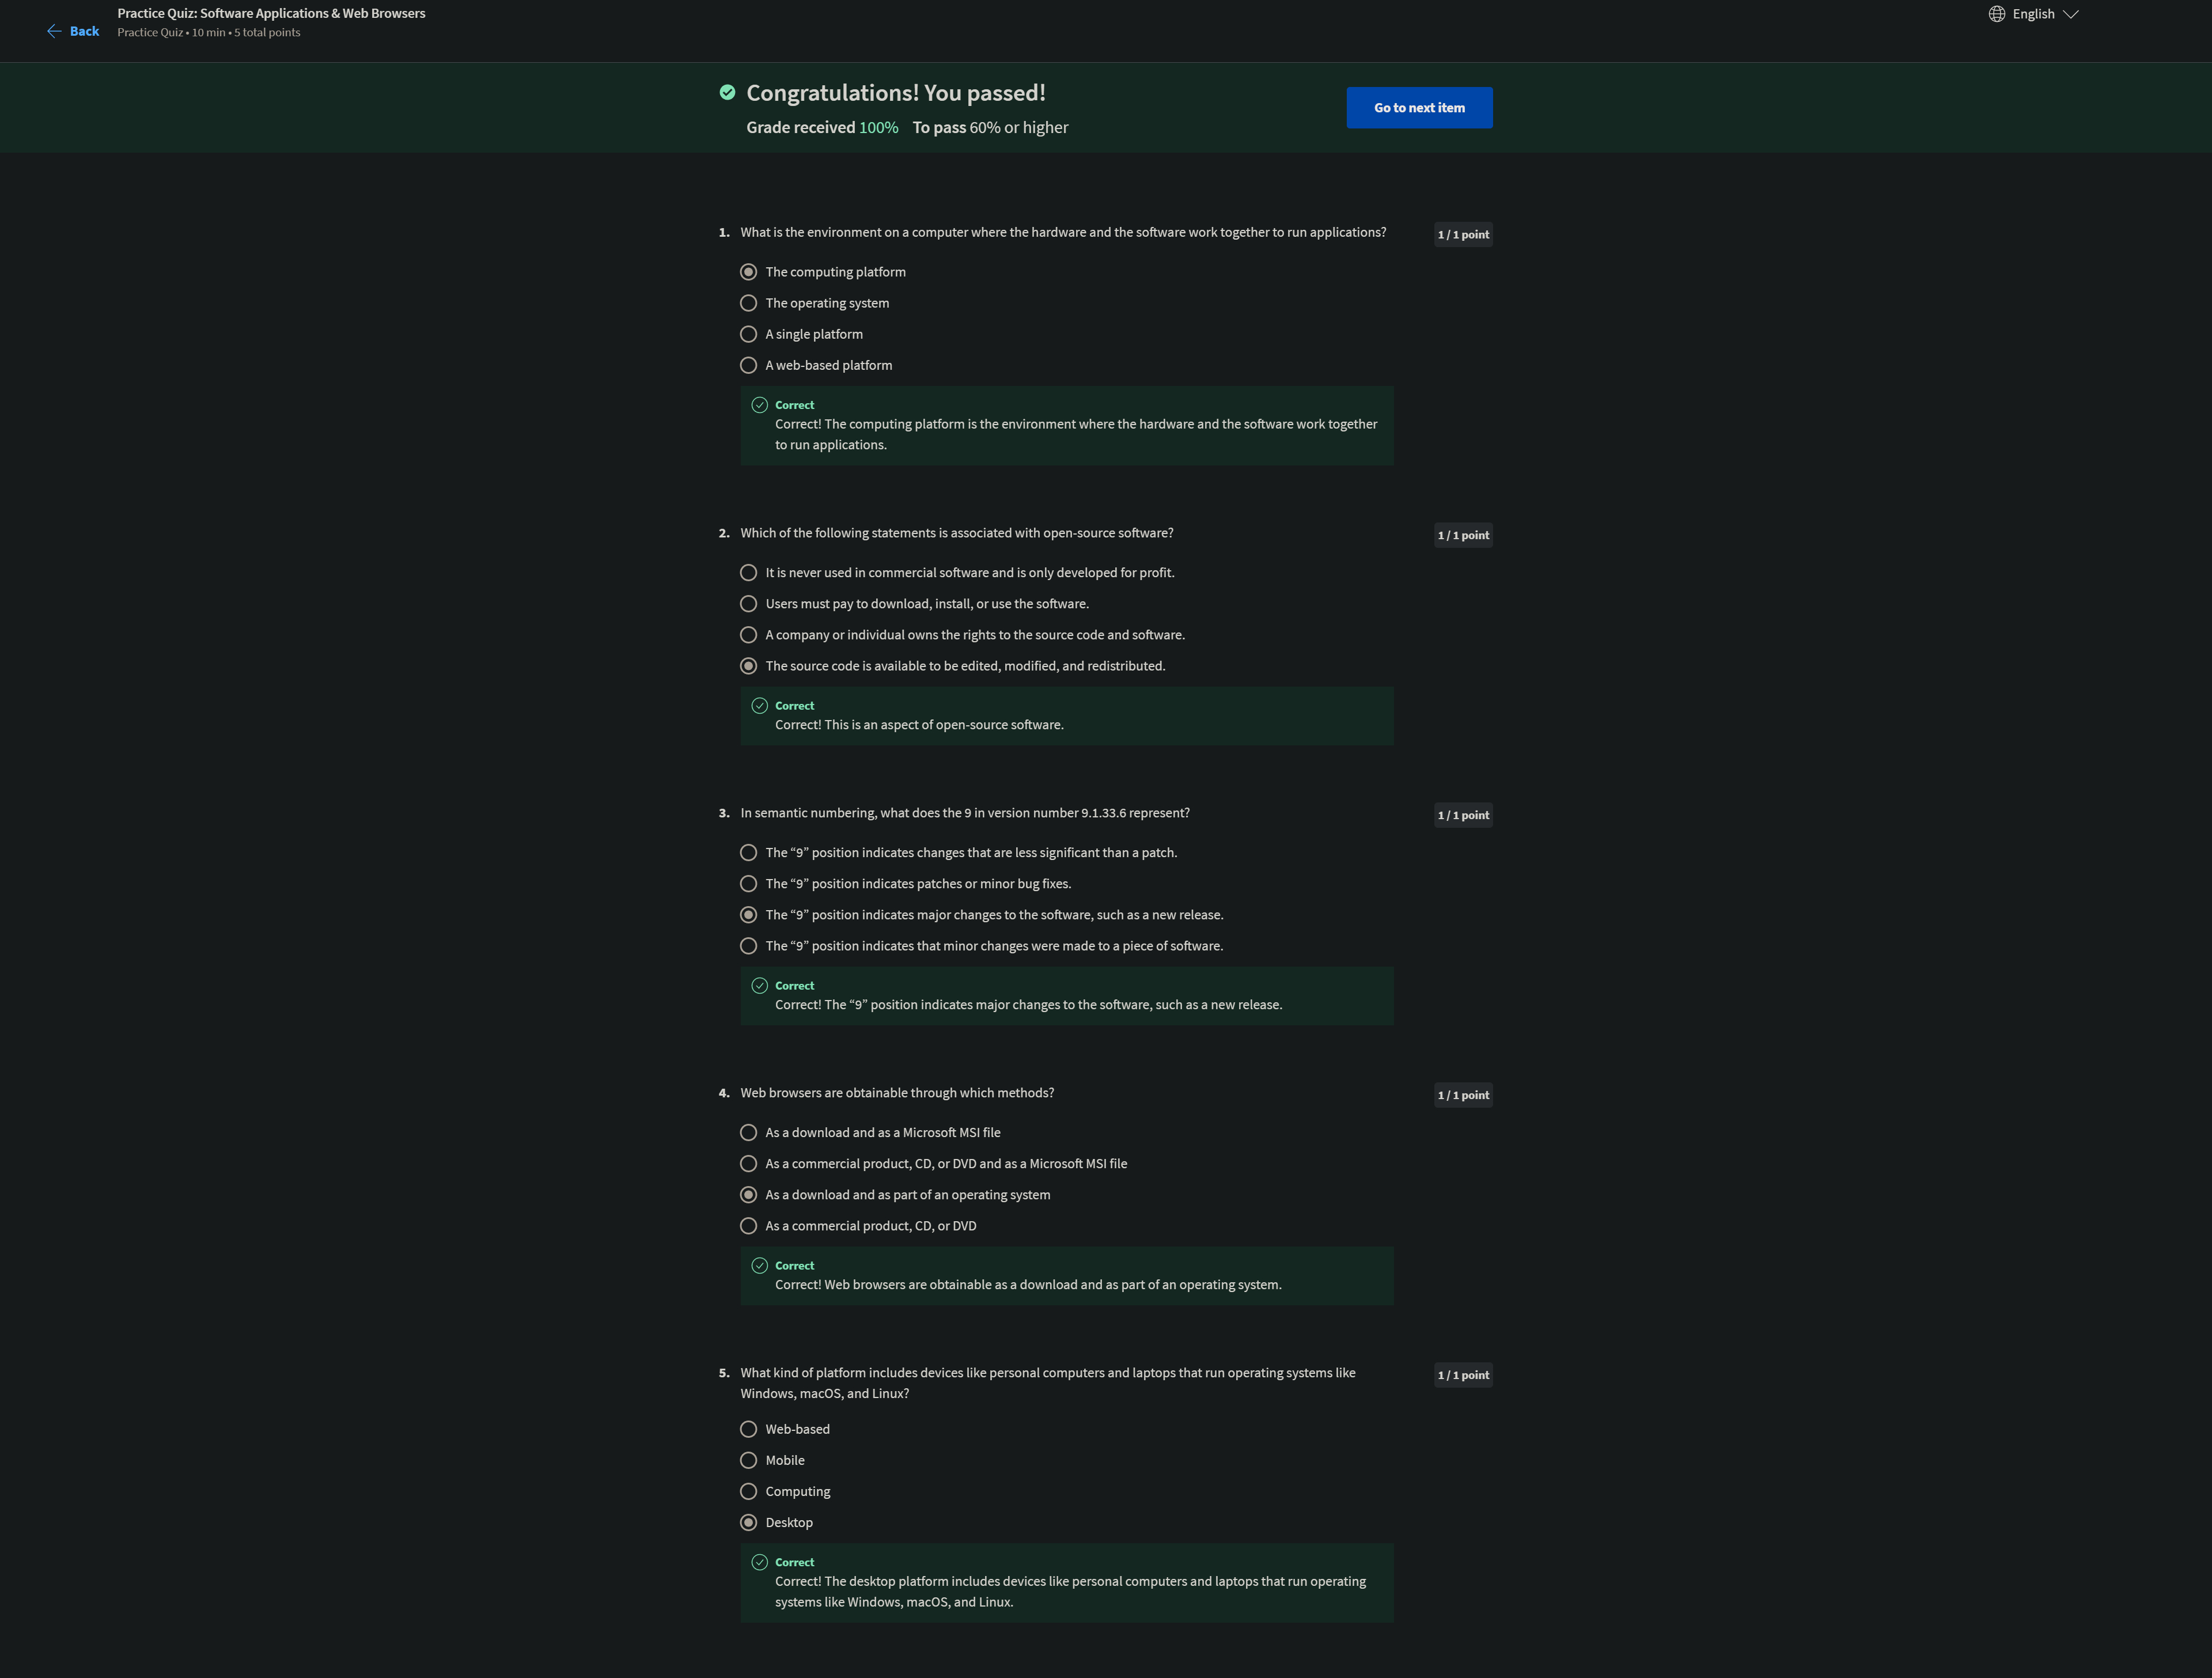 Back
Practice Quiz: Software Applications & Web Browsers
Practice Quiz • 10 min • 5 total points
English
Congratulations! You passed!
Grade received 100% To pass 60% or higher
Go to next item
1. What is the environment on a computer where the hardware and the software work together to run applications?
1 / 1 point
The computing platform
The operating system
A single platform
A web-based platform
Correct
Correct! The computing platform is the environment where the hardware and the software work together
to run applications.
2. Which of the following statements is associated with open-source software?
1 / 1 point
It is never used in commercial software and is only developed for profit.
Users must pay to download, install, or use the software.
A company or individual owns the rights to the source code and software.
The source code is available to be edited, modified, and redistributed.
Correct
Correct! This is an aspect of open-source software.
3. In semantic numbering, what does the 9 in version number 9.1.33.6 represent?
1 / 1 point
The “9” position indicates changes that are less significant than a patch.
The “9” position indicates patches or minor bug fixes.
The “9” position indicates major changes to the software, such as a new release.
The “9” position indicates that minor changes were made to a piece of software.
Correct
Correct! The “9” position indicates major changes to the software, such as a new release.
4. Web browsers are obtainable through which methods?
1 / 1 point
As a download and as a Microsoft MSI file
As a commercial product, CD, or DVD and as a Microsoft MSI file
As a download and as part of an operating system
As a commercial product, CD, or DVD
Correct
Correct! Web browsers are obtainable as a download and as part of an operating system.
5. What kind of platform includes devices like personal computers and laptops that run operating systems like
Windows, macOS, and Linux?
1 / 1 point
Web-based
Mobile
Computing
Desktop
Correct
Correct! The desktop platform includes devices like personal computers and laptops that run operating
systems like Windows, macOS, and Linux.